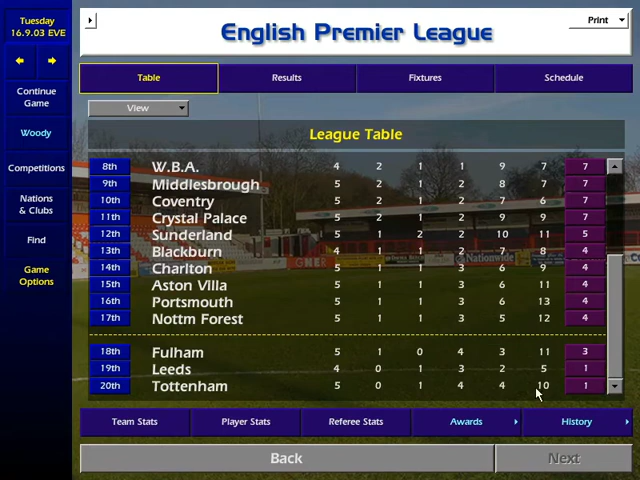 Tuesday
16.9.03 EVE
Continue
Game
Woody
Competitions
Nations
& Clubs
Find
Game
Options
English Premier League
Print
Table Results Fixtures Schedule
View
League Table
8th W.B.A. 4 2 1 1 9 7 7
9th Middlesbrough 5 2 1 2 8 7 7
10th Coventry 5 2 1 2 7 6 7
11th Crystal Palace 5 2 1 2 9 9 7
12th Sunderland 5 1 2 2 10 11 5
13th Blackburn 4 1 1 2 7 8 4
14th Charlton 5 1 1 3 6 9 4
15th Aston Villa 5 1 1 3 6 11 4
16th Portsmouth 5 1 1 3 6 13 4
17th Nottm Forest 5 1 1 3 5 12 4
18th Fulham 5 1 0 4 3 11 3
19th Leeds 4 0 1 3 2 5 1
20th Tottenham 5 0 1 4 4 10 1
Team Stats Player Stats Referee Stats Awards History
Back Next